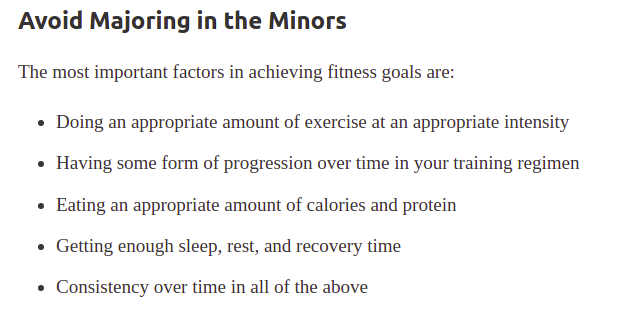 Avoid Majoring in the Minors
The most important factors in achieving fitness goals are:
• Doing an appropriate amount of exercise at an appropriate intensity
• Having some form of progression over time in your training regimen
• Eating an appropriate amount of calories and protein
• Getting enough sleep, rest, and recovery time
• Consistency over time in all of the above